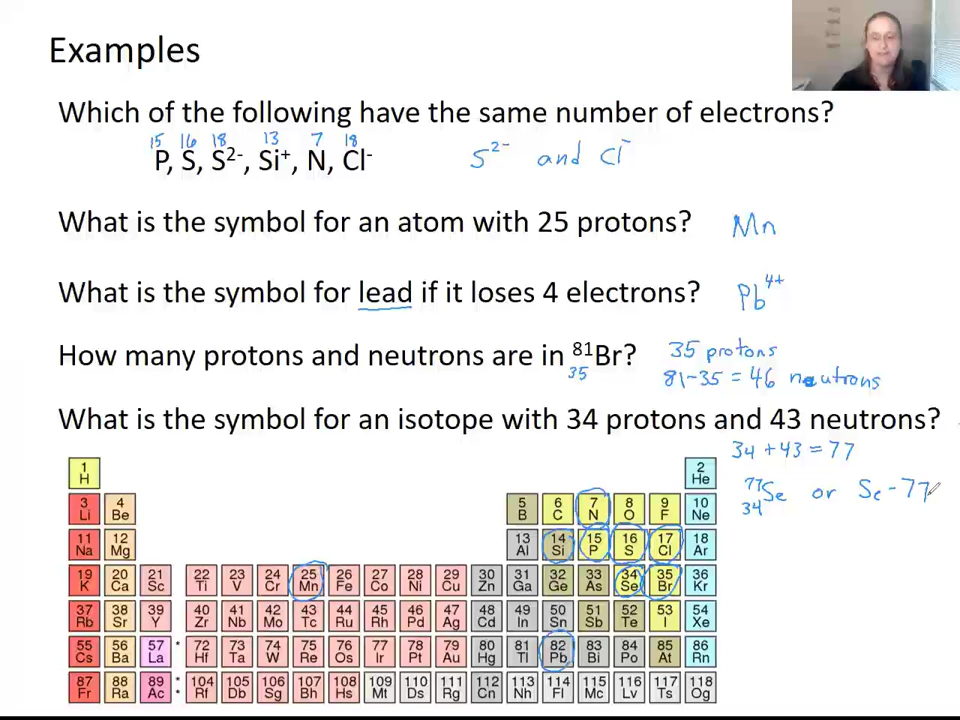 Examples
Which of the following have the same number of electrons?
15 16 18 13 7 18
P, S, S²⁻, Si⁺, N, Cl⁻ S²⁻ and Cl⁻
What is the symbol for an atom with 25 protons? Mn
What is the symbol for lead if it loses 4 electrons? Pb⁴⁺
How many protons and neutrons are in ⁸¹₃₅Br? 35 protons
81-35 = 46 neutrons
What is the symbol for an isotope with 34 protons and 43 neutrons?
34 + 43 = 77
⁷⁷₃₄Se or Se-77
1 2
H He
3 4 5 6 7 8 9 10
Li Be B C N O F Ne
11 12 13 14 15 16 17 18
Na Mg Al Si P S Cl Ar
19 20 21 22 23 24 25 26 27 28 29 30 31 32 33 34 35 36
K Ca Sc Ti V Cr Mn Fe Co Ni Cu Zn Ga Ge As Se Br Kr
37 38 39 40 41 42 43 44 45 46 47 48 49 50 51 52 53 54
Rb Sr Y Zr Nb Mo Tc Ru Rh Pd Ag Cd In Sn Sb Te I Xe
55 56 57 * 72 73 74 75 76 77 78 79 80 81 82 83 84 85 86
Cs Ba La Hf Ta W Re Os Ir Pt Au Hg Tl Pb Bi Po At Rn
87 88 89 * * 104 105 106 107 108 109 110 111 112 113 114 115 116 117 118
Fr Ra Ac Rf Db Sg Bh Hs Mt Ds Rg Cn Nh Fl Mc Lv Ts Og